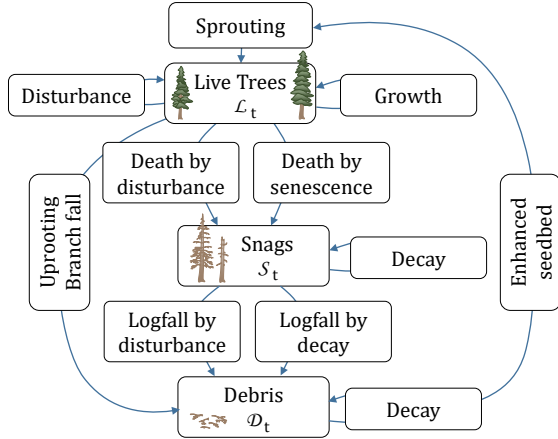 Sprouting
Live Trees
ℒt
Disturbance
Growth
Death by
disturbance
Death by
senescence
Uprooting
Branch fall
Enhanced
seedbed
Snags
𝒮t
Decay
Logfall by
disturbance
Logfall by
decay
Debris
𝒟t
Decay